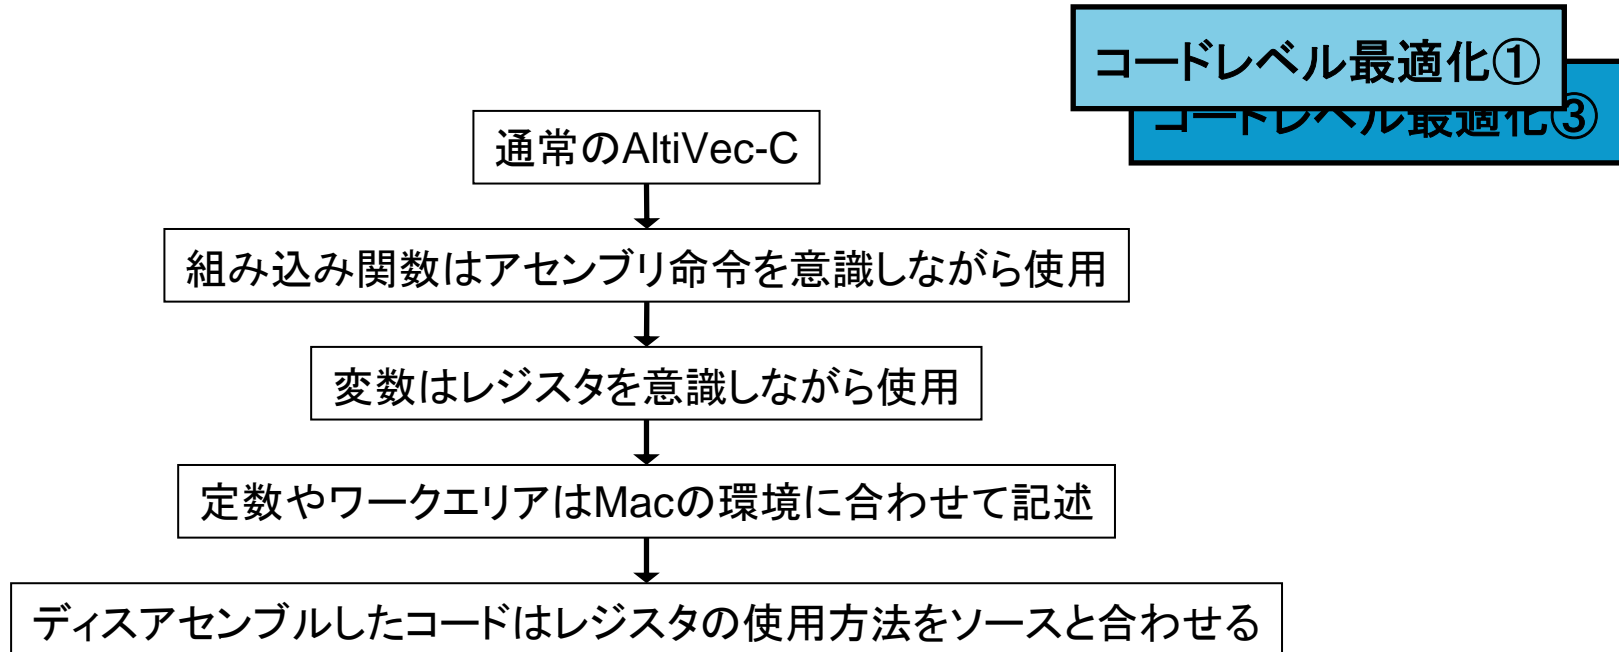 コードレベル最適化①
コードレベル最適化③
通常のAltiVec-C
組み込み関数はアセンブリ命令を意識しながら使用
変数はレジスタを意識しながら使用
定数やワークエリアはMacの環境に合わせて記述
ディスアセンブルしたコードはレジスタの使用方法をソースと合わせる